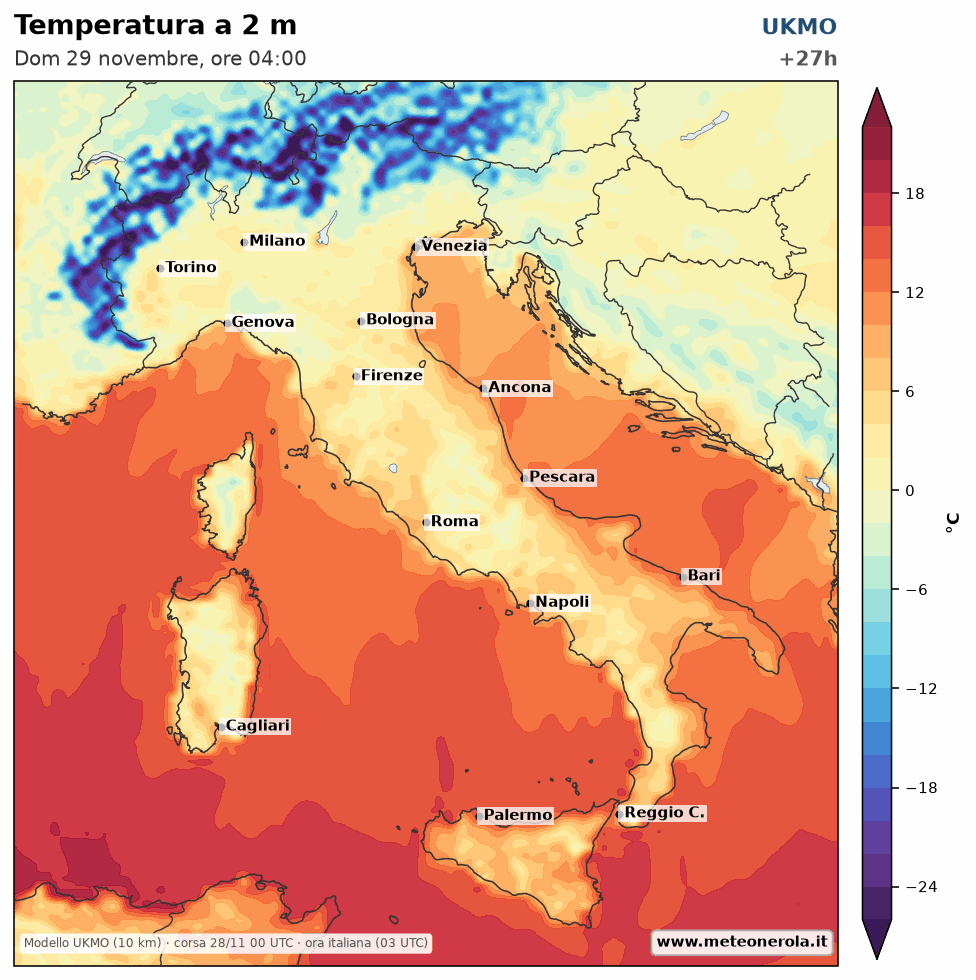 Temperatura a 2 m
UKMO
Dom 29 novembre, ore 04:00
+27h
Milano
Venezia
Torino
Genova
Bologna
Firenze
Ancona
Pescara
Roma
Bari
Napoli
Cagliari
Palermo
Reggio C.
18
12
6
0
−6
−12
−18
−24
°C
Modello UKMO (10 km) · corsa 28/11 00 UTC · ora italiana (03 UTC)
www.meteonerola.it